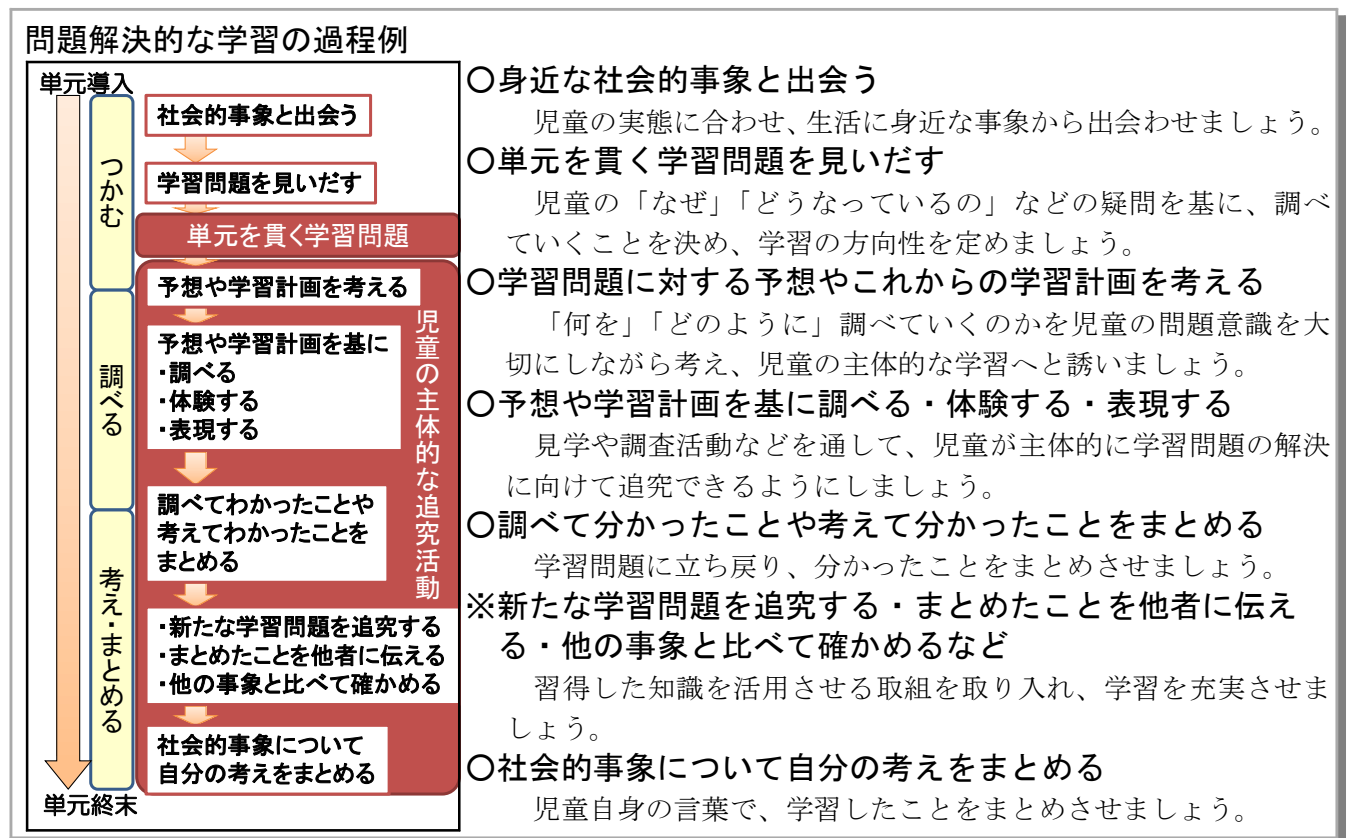 問題解決的な学習の過程例
単元導入
つかむ
調べる
考え・まとめる
単元終末
社会的事象と出会う
学習問題を見いだす
単元を貫く学習問題
予想や学習計画を考える
予想や学習計画を基に
・調べる
・体験する
・表現する
調べてわかったことや
考えてわかったことを
まとめる
・新たな学習問題を追究する
・まとめたことを他者に伝える
・他の事象と比べて確かめる
社会的事象について
自分の考えをまとめる
児童の主体的な追究活動
○身近な社会的事象と出会う
児童の実態に合わせ、生活に身近な事象から出会わせましょう。
○単元を貫く学習問題を見いだす
児童の「なぜ」「どうなっているの」などの疑問を基に、調べ
ていくことを決め、学習の方向性を定めましょう。
○学習問題に対する予想やこれからの学習計画を考える
「何を」「どのように」調べていくのかを児童の問題意識を大
切にしながら考え、児童の主体的な学習へと誘いましょう。
○予想や学習計画を基に調べる・体験する・表現する
見学や調査活動などを通して、児童が主体的に学習問題の解決
に向けて追究できるようにしましょう。
○調べて分かったことや考えて分かったことをまとめる
学習問題に立ち戻り、分かったことをまとめさせましょう。
※新たな学習問題を追究する・まとめたことを他者に伝え
る・他の事象と比べて確かめるなど
習得した知識を活用させる取組を取り入れ、学習を充実させま
しょう。
○社会的事象について自分の考えをまとめる
児童自身の言葉で、学習したことをまとめさせましょう。